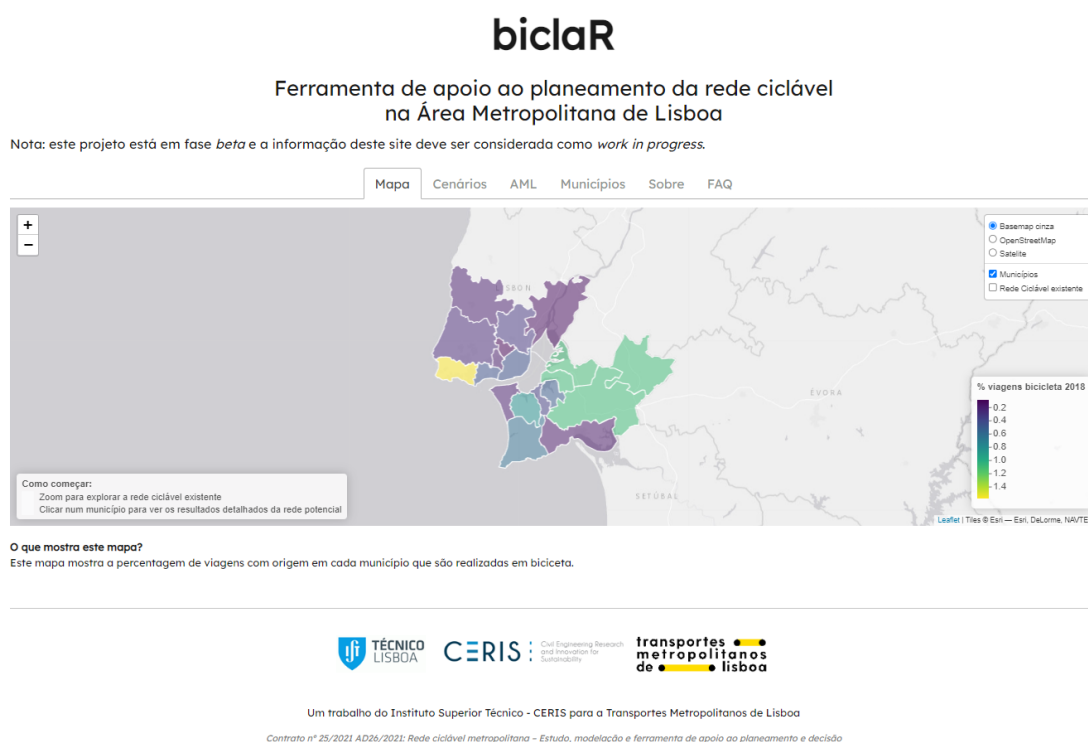 biclaR
Ferramenta de apoio ao planeamento da rede ciclável
na Área Metropolitana de Lisboa
Nota: este projeto está em fase beta e a informação deste site deve ser considerada como work in progress.
Mapa Cenários AML Municípios Sobre FAQ
+
−
Basemap cinza
OpenStreetMap
Satelite
Municípios
Rede Ciclável existente
LISBON
ÉVORA
SETÚBAL
% viagens bicicleta 2018
0.2
0.4
0.6
0.8
1.0
1.2
1.4
Como começar:
Zoom para explorar a rede ciclável existente
Clicar num município para ver os resultados detalhados da rede potencial
Leaflet | Tiles © Esri — Esri, DeLorme, NAVTE
O que mostra este mapa?
Este mapa mostra a percentagem de viagens com origem em cada município que são realizadas em biciceta.
TÉCNICO
LISBOA
CERIS
Civil Engineering Research
and Innovation for
Sustainability
transportes
metropolitanos
de lisboa
Um trabalho do Instituto Superior Técnico - CERIS para a Transportes Metropolitanos de Lisboa
Contrato nº 25/2021 AD26/2021: Rede ciclável metropolitana – Estudo, modelação e ferramenta de apoio ao planeamento e decisão